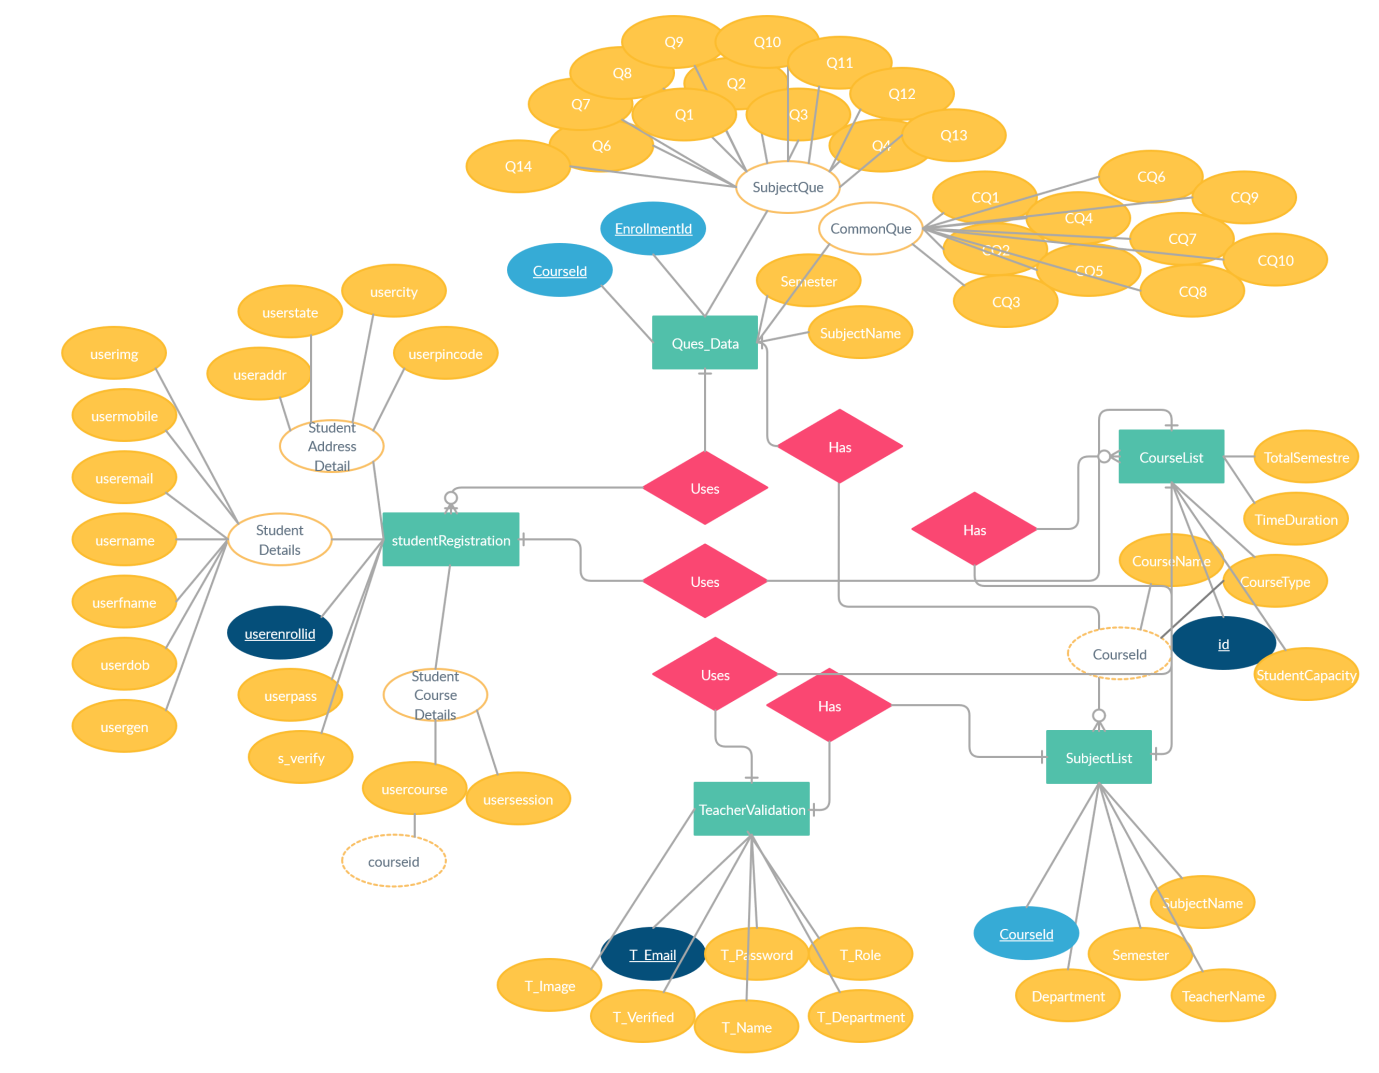 Q9
Q10
Q11
Q8
Q2
Q12
Q7
Q1
Q3
Q13
Q6
Q4
Q14
SubjectQue
CQ6
CQ1
CQ9
CQ4
EnrollmentId
CommonQue
CQ7
CQ2
CQ10
CourseId
CQ5
Semester
CQ8
CQ3
usercity
userstate
SubjectName
Ques_Data
userimg
userpincode
useraddr
usermobile
Student
Address
Detail
Has
CourseList
TotalSemestre
useremail
Uses
TimeDuration
Student
Details
username
studentRegistration
Has
CourseName
Uses
CourseType
userfname
userenrollid
id
CourseId
userdob
Student
Course
Details
Uses
StudentCapacity
userpass
Has
usergen
s_verify
SubjectList
usercourse
usersession
TeacherValidation
courseid
SubjectName
CourseId
T_Email
T_Password
T_Role
Semester
T_Image
Department
TeacherName
T_Verified
T_Name
T_Department